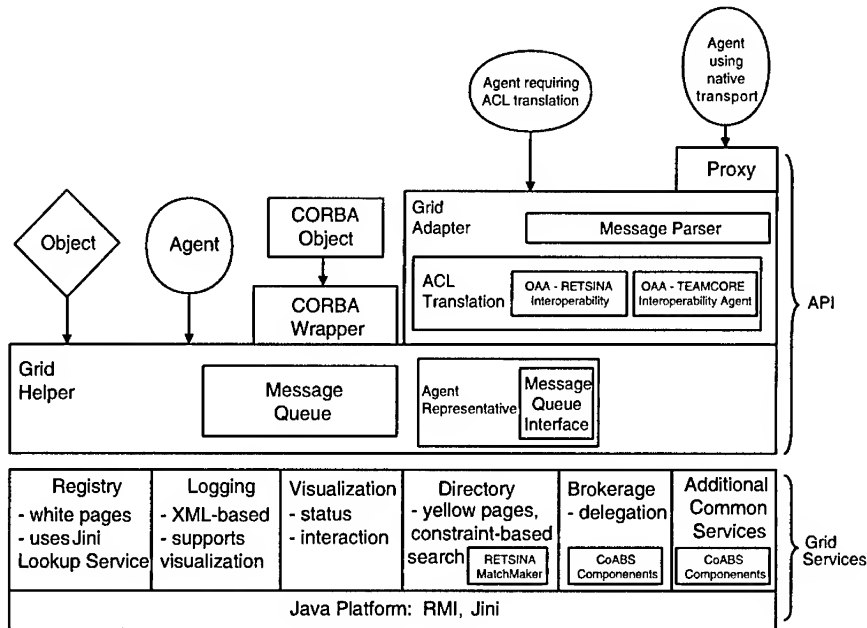 Agent
using
native
transport
Agent requiring
ACL translation
Proxy
Object
Agent
CORBA
Object
CORBA
Wrapper
Grid
Adapter
Message Parser
ACL
Translation
OAA - RETSINA
Interoperability
OAA - TEAMCORE
Interoperability Agent
API
Grid
Helper
Message
Queue
Agent
Representative
Message
Queue
Interface
Registry
- white pages
- uses Jini
Lookup Service
Logging
- XML-based
- supports
visualization
Visualization
- status
- interaction
Directory
- yellow pages,
constraint-based
search
RETSINA
MatchMaker
Brokerage
- delegation
CoABS
Componenents
Additional
Common
Services
CoABS
Componenents
Grid
Services
Java Platform: RMI, Jini